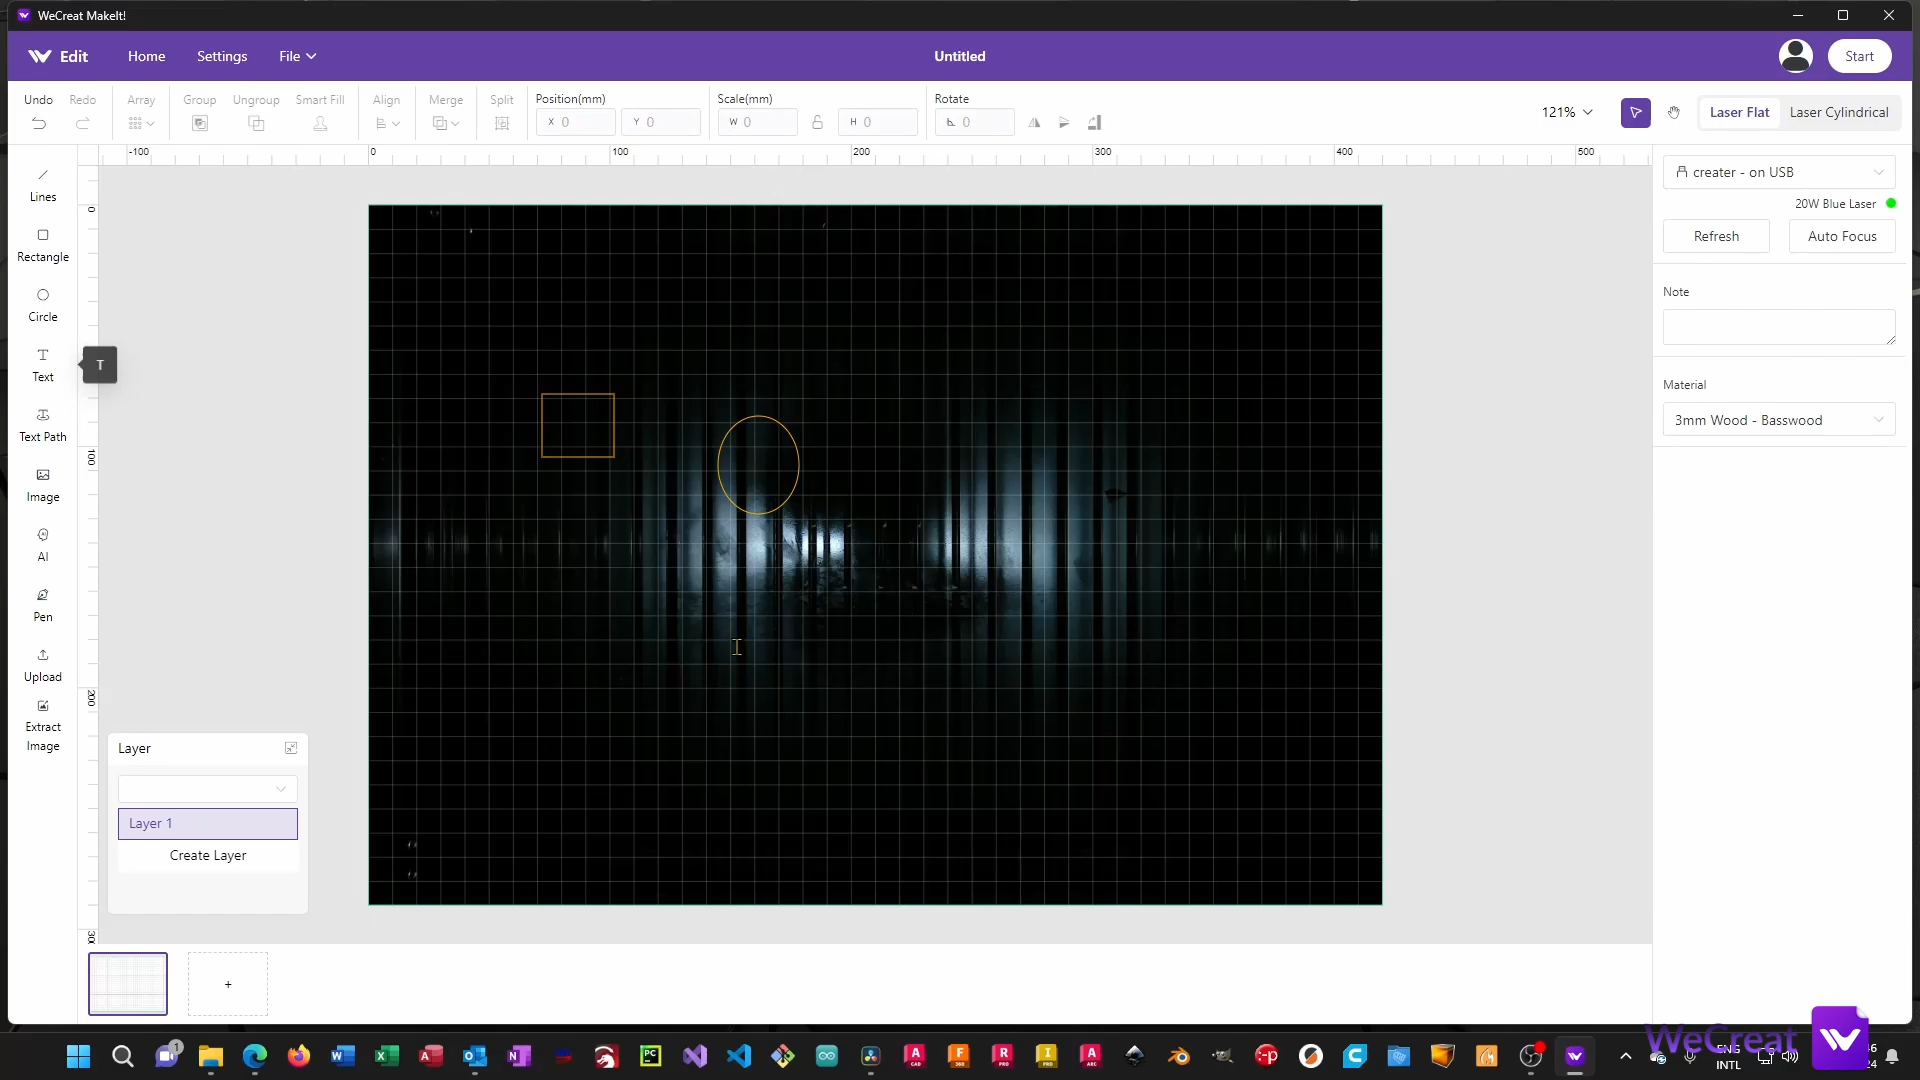 WeCreat MakeIt!
Edit
Home
Settings
File
Untitled
Start
Undo
Redo
Array
Group
Ungroup
Smart Fill
Align
Merge
Split
Position(mm)
X 0
Y 0
Scale(mm)
W 0
H 0
Rotate
0
121%
Laser Flat
Laser Cylindrical
-100
0
100
200
300
400
500
0
100
200
Lines
Rectangle
Circle
Text
T
Text Path
Image
AI
Pen
Upload
Extract
Image
Layer
Layer 1
Create Layer
+
creater - on USB
20W Blue Laser
Refresh
Auto Focus
Note
Material
3mm Wood - Basswood
WeCreat
ENG
INTL